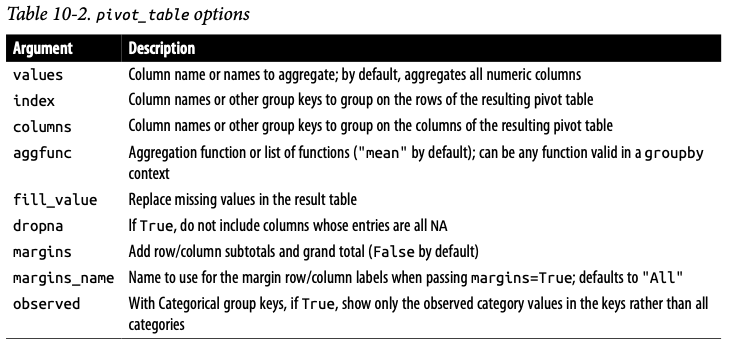 Table 10-2. pivot_table options
Argument Description
values Column name or names to aggregate; by default, aggregates all numeric columns
index Column names or other group keys to group on the rows of the resulting pivot table
columns Column names or other group keys to group on the columns of the resulting pivot table
aggfunc Aggregation function or list of functions ("mean" by default); can be any function valid in a groupby
context
fill_value Replace missing values in the result table
dropna If True, do not include columns whose entries are all NA
margins Add row/column subtotals and grand total (False by default)
margins_name Name to use for the margin row/column labels when passing margins=True; defaults to "All"
observed With Categorical group keys, if True, show only the observed category values in the keys rather than all
categories